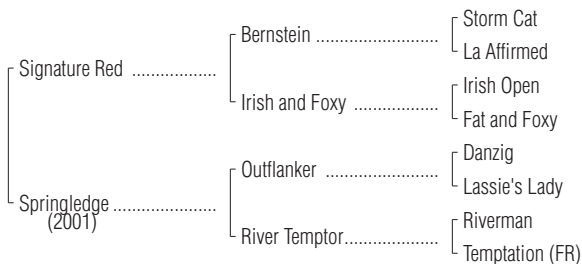 Storm Cat
Bernstein ..............................
La Affirmed
Signature Red .................
Irish Open
Irish and Foxy .....................
Fat and Foxy
Danzig
Outflanker ............................
Lassie's Lady
Springledge.....................
(2001)
Riverman
River Temptor.......................
Temptation (FR)